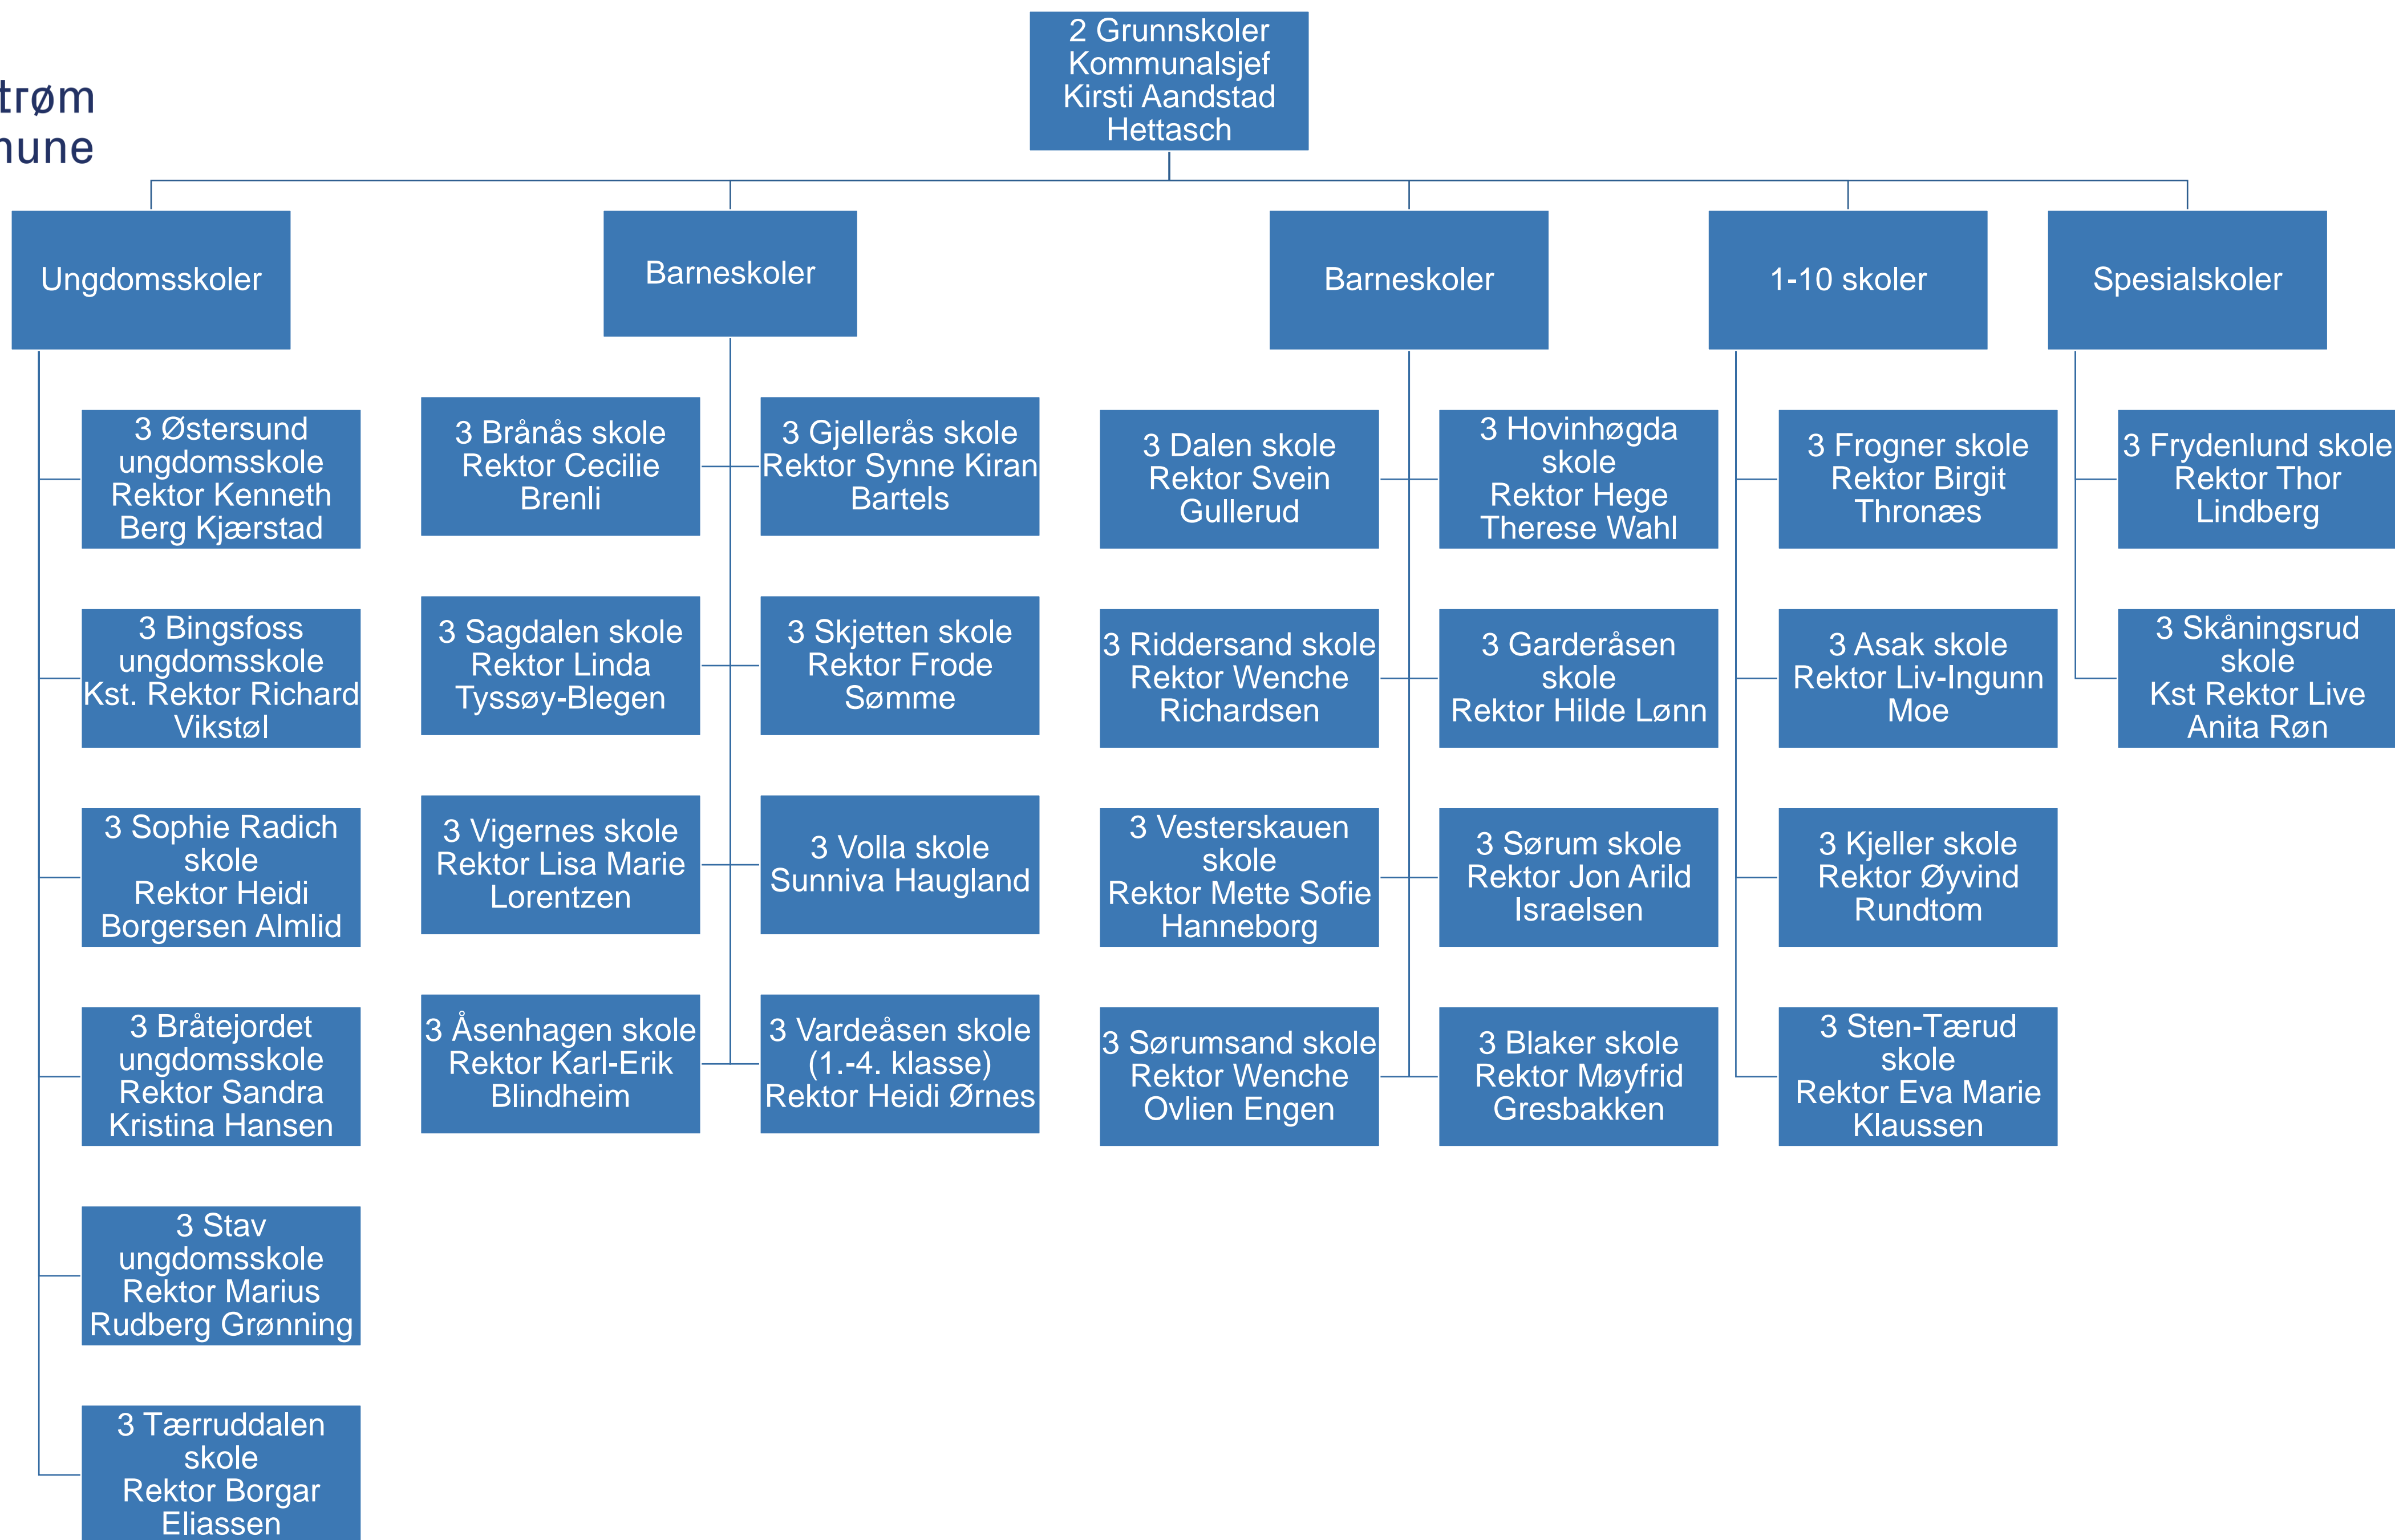 trøm
mune
2 Grunnskoler
Kommunalsjef
Kirsti Aandstad
Hettasch
Ungdomsskoler
Barneskoler
Barneskoler
1-10 skoler
Spesialskoler
3 Østersund
ungdomsskole
Rektor Kenneth
Berg Kjærstad
3 Bingsfoss
ungdomsskole
Kst. Rektor Richard
Vikstøl
3 Sophie Radich
skole
Rektor Heidi
Borgersen Almlid
3 Bråtejordet
ungdomsskole
Rektor Sandra
Kristina Hansen
3 Stav
ungdomsskole
Rektor Marius
Rudberg Grønning
3 Tærruddalen
skole
Rektor Borgar
Eliassen
3 Brånås skole
Rektor Cecilie
Brenli
3 Gjellerås skole
Rektor Synne Kiran
Bartels
3 Sagdalen skole
Rektor Linda
Tyssøy-Blegen
3 Skjetten skole
Rektor Frode
Sømme
3 Vigernes skole
Rektor Lisa Marie
Lorentzen
3 Volla skole
Sunniva Haugland
3 Åsenhagen skole
Rektor Karl-Erik
Blindheim
3 Vardeåsen skole
(1.-4. klasse)
Rektor Heidi Ørnes
3 Dalen skole
Rektor Svein
Gullerud
3 Hovinhøgda
skole
Rektor Hege
Therese Wahl
3 Riddersand skole
Rektor Wenche
Richardsen
3 Garderåsen
skole
Rektor Hilde Lønn
3 Vesterskauen
skole
Rektor Mette Sofie
Hanneborg
3 Sørum skole
Rektor Jon Arild
Israelsen
3 Sørumsand skole
Rektor Wenche
Ovlien Engen
3 Blaker skole
Rektor Møyfrid
Gresbakken
3 Frogner skole
Rektor Birgit
Thronæs
3 Asak skole
Rektor Liv-Ingunn
Moe
3 Kjeller skole
Rektor Øyvind
Rundtom
3 Sten-Tærud
skole
Rektor Eva Marie
Klaussen
3 Frydenlund skole
Rektor Thor
Lindberg
3 Skåningsrud
skole
Kst Rektor Live
Anita Røn